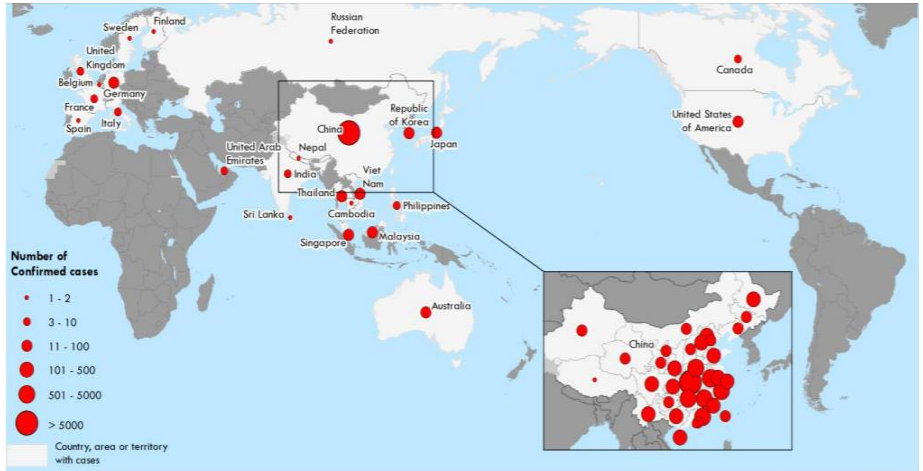 Sweden
Finland
Russian
Federation
United
Kingdom
Belgium
Germany
France
Italy
Spain
Canada
United States
of America
Republic
of Korea
China
Japan
United Arab
Emirates
Nepal
India
Viet
Nam
Thailand
Philippines
Cambodia
Sri Lanka
Singapore
Malaysia
Australia
Number of
Confirmed cases
1 - 2
3 - 10
11 - 100
101 - 500
501 - 5000
> 5000
Country, area or territory
with cases
China